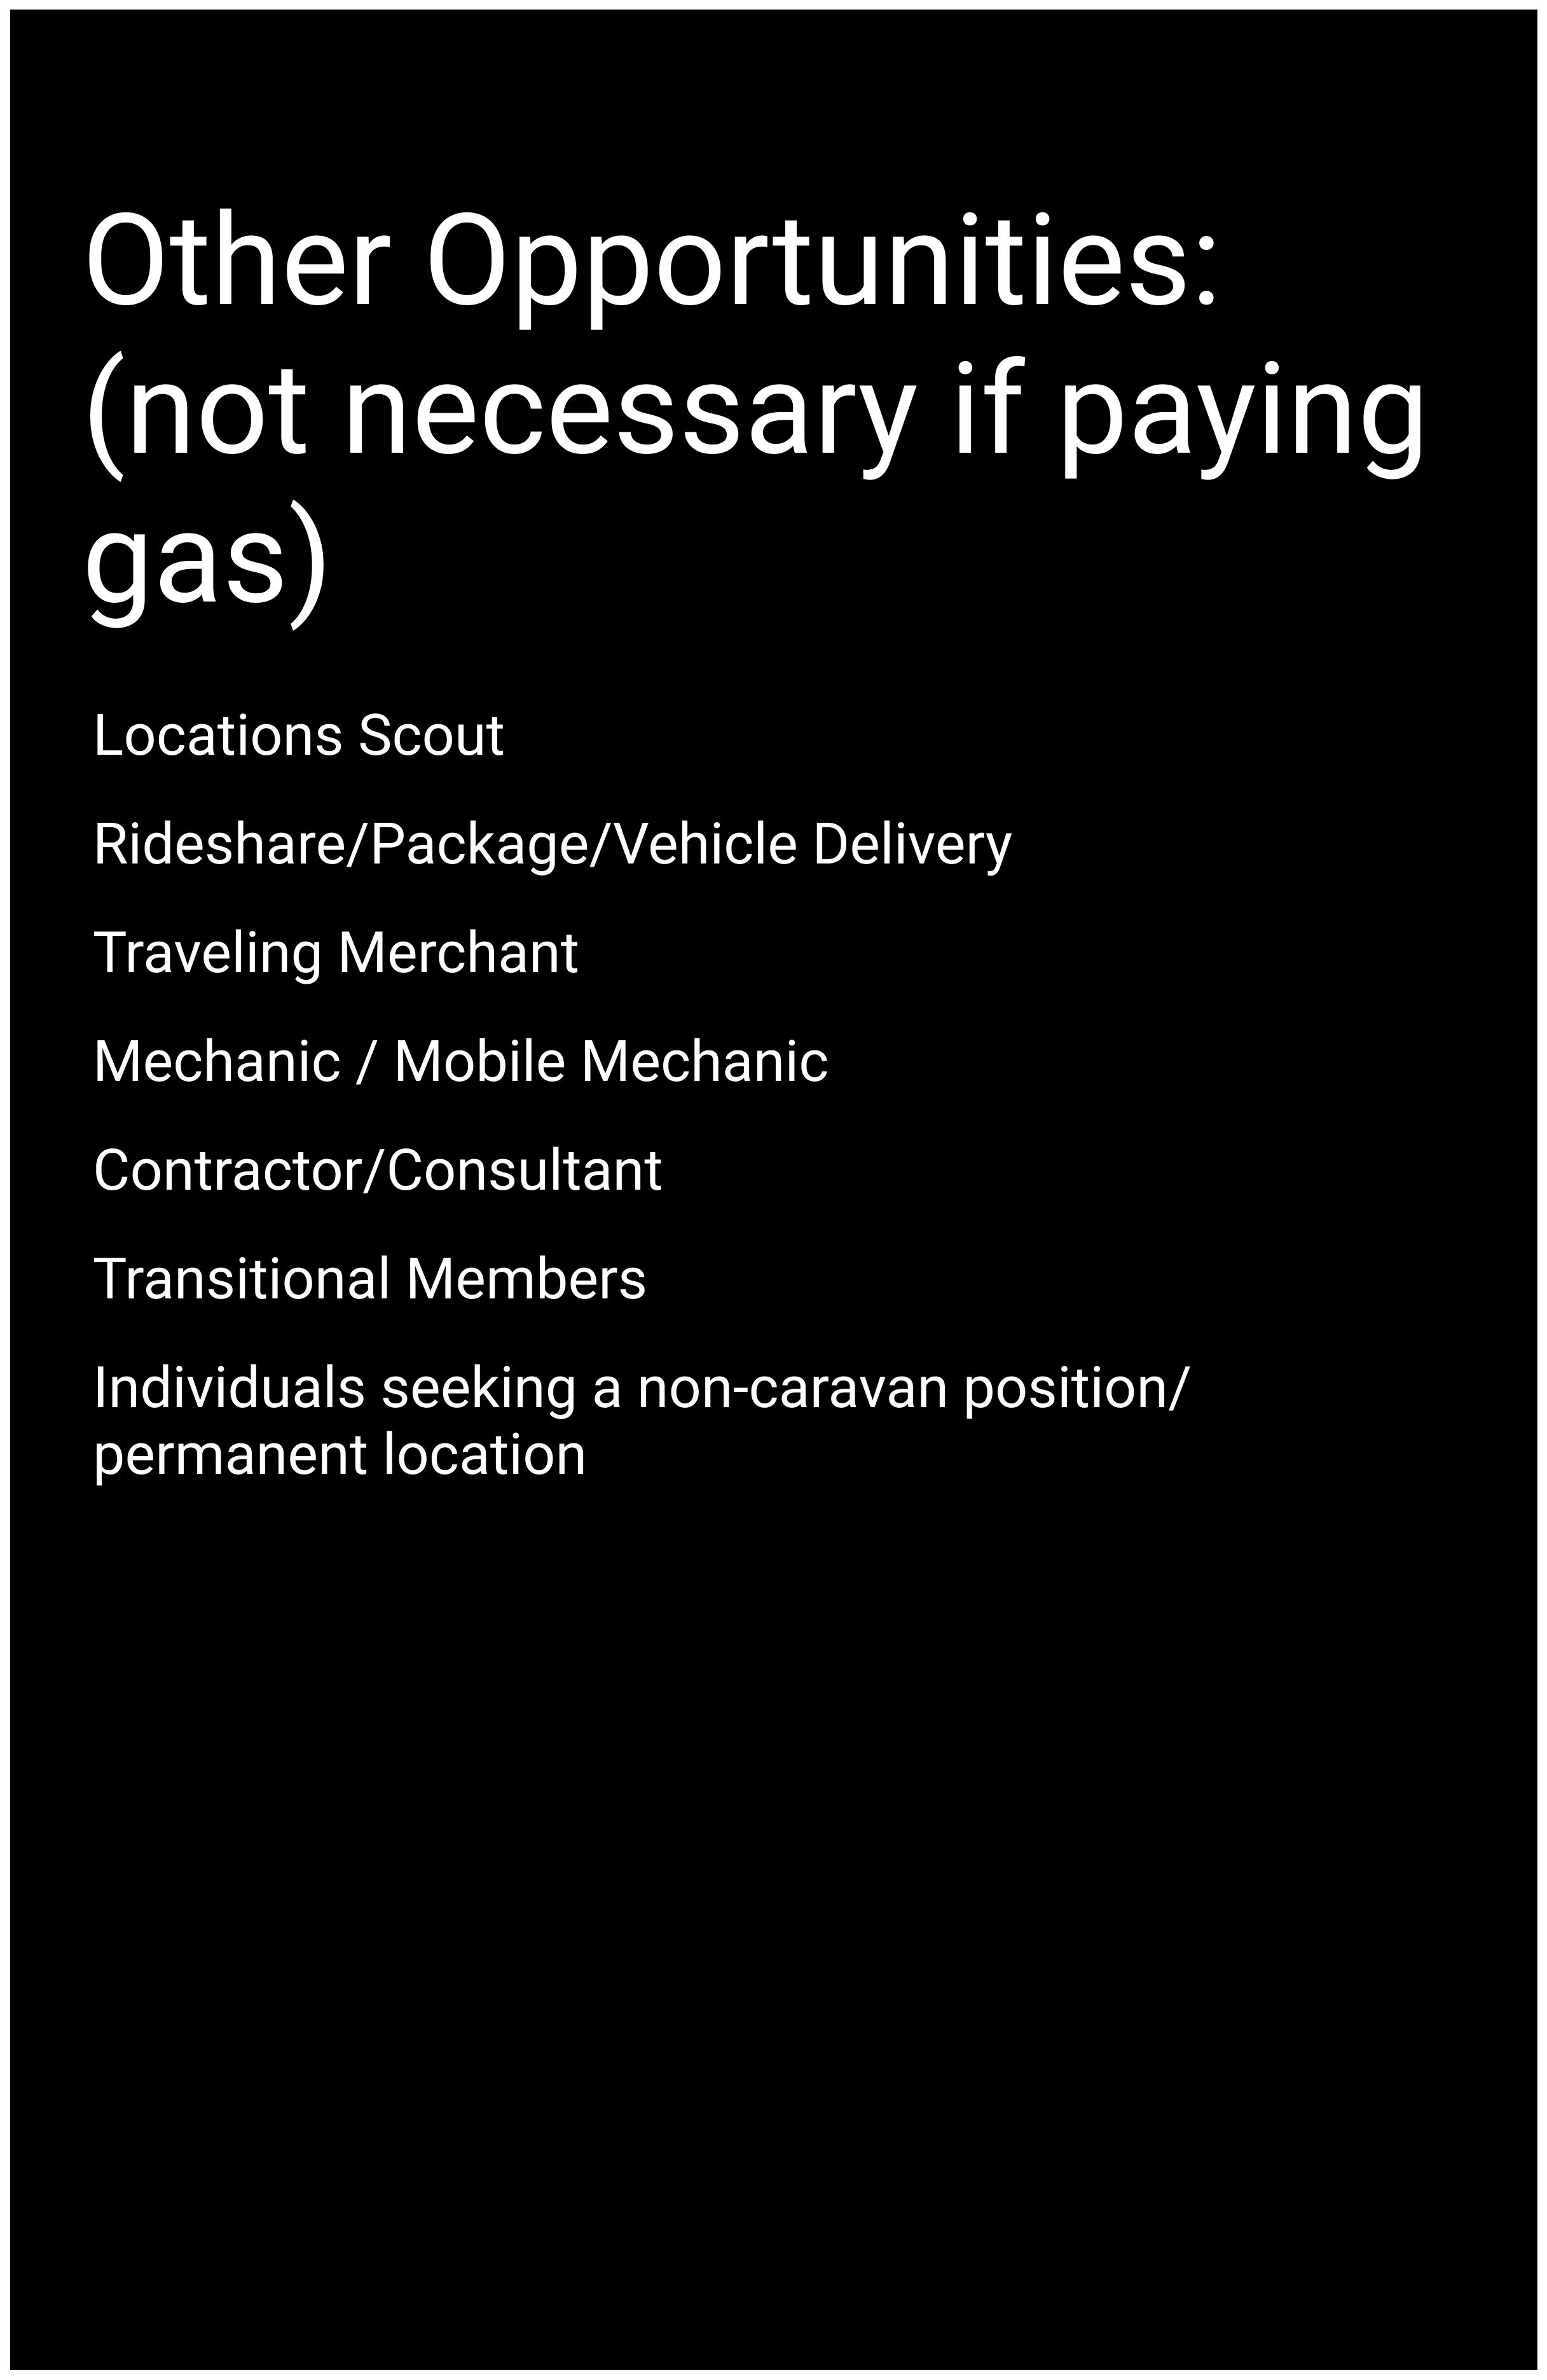 Other Opportunities:
(not necessary if paying
gas)
Locations Scout
Rideshare/Package/Vehicle Delivery
Traveling Merchant
Mechanic / Mobile Mechanic
Contractor/Consultant
Transitional Members
Individuals seeking a non-caravan position/
permanent location